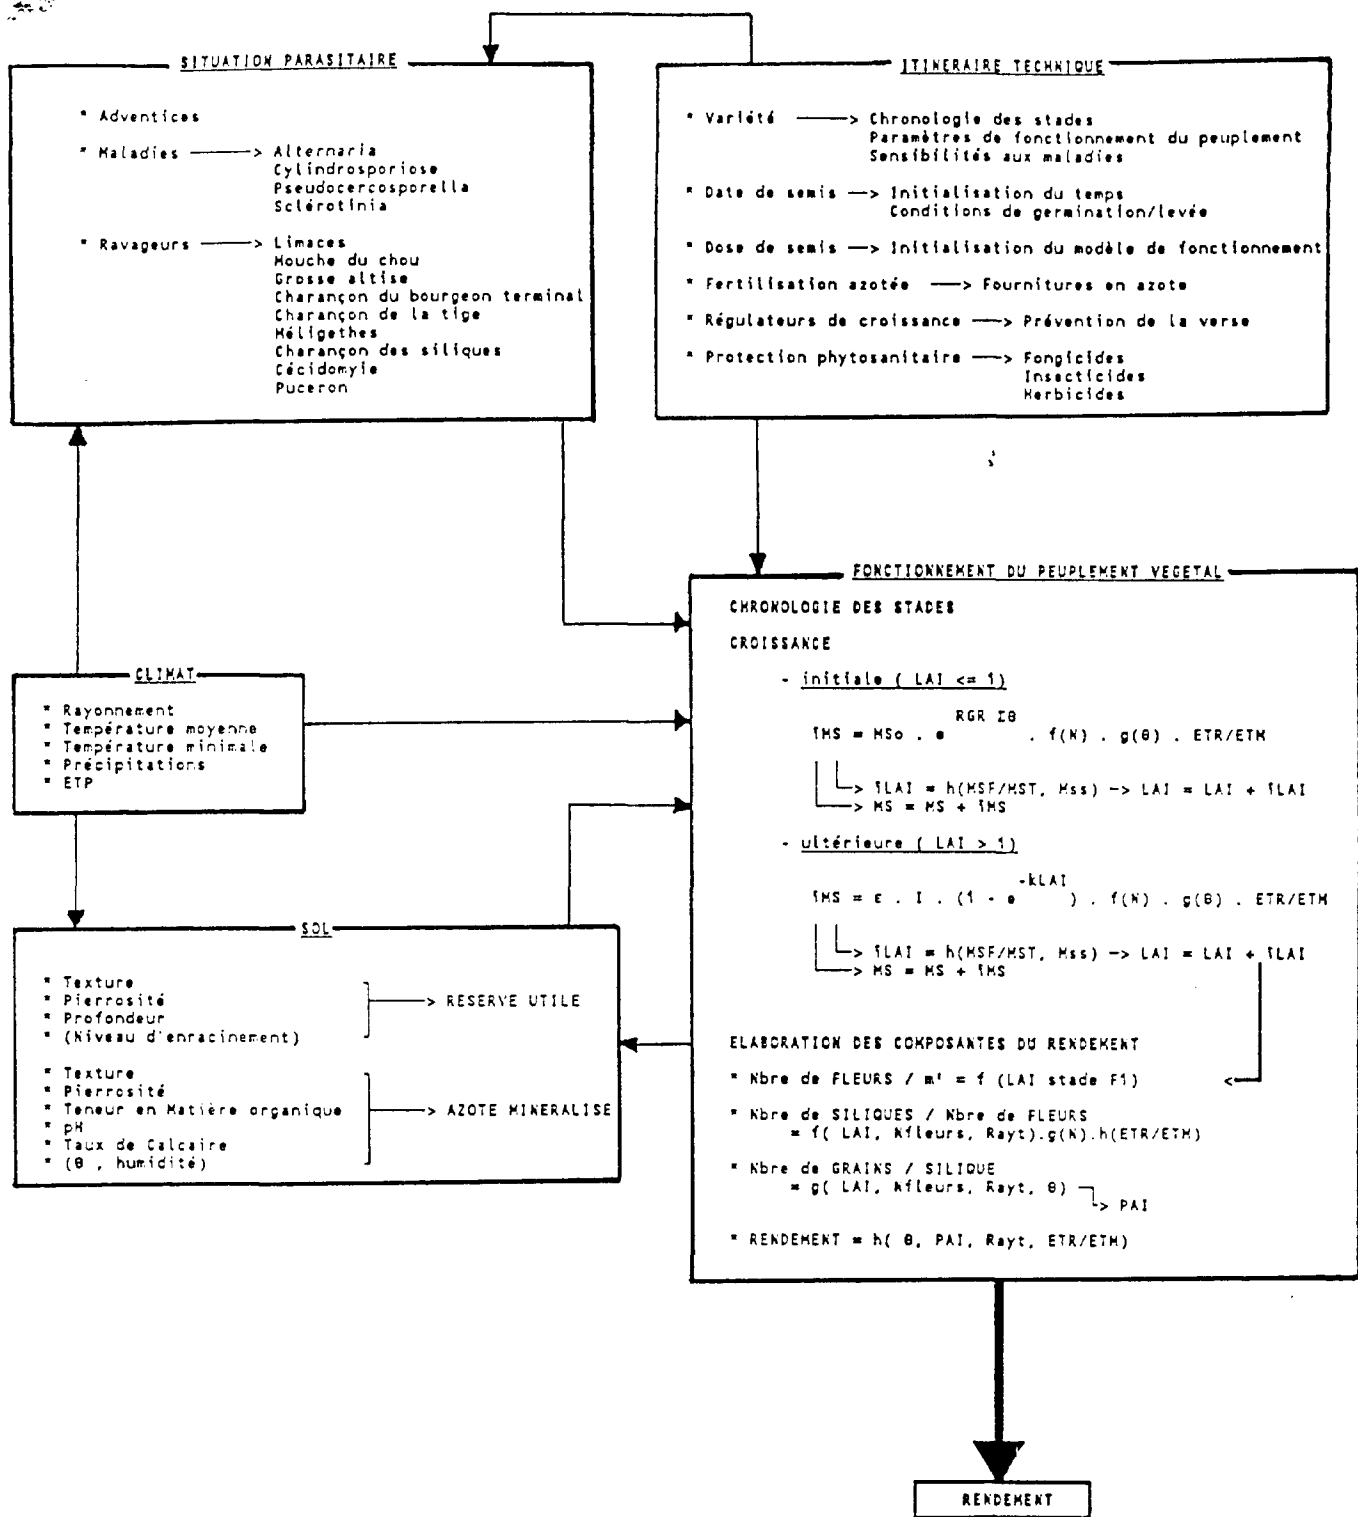 SITUATION PARASITAIRE
* Adventices
* Maladies ——> Alternaria
Cylindrosporiose
Pseudocercosporella
Sclérotinia
* Ravageurs ——> Limaces
Mouche du chou
Grosse altise
Charançon du bourgeon terminal
Charançon de la tige
Méligethes
Charançon des siliques
Cécidomyie
Puceron
ITINERAIRE TECHNIQUE
* Variété ——> Chronologie des stades
Paramètres de fonctionnement du peuplement
Sensibilités aux maladies
* Date de semis —> Initialisation du temps
Conditions de germination/levée
* Dose de semis —> Initialisation du modèle de fonctionnement
* Fertilisation azotée —> Fournitures en azote
* Régulateurs de croissance —> Prévention de la verse
* Protection phytosanitaire ——> Fongicides
Insecticides
Herbicides
CLIMAT
* Rayonnement
* Température moyenne
* Température minimale
* Précipitations
* ETP
SOL
* Texture
* Pierrosité
* Profondeur
* (Niveau d'enracinement)
——> RESERVE UTILE
* Texture
* Pierrosité
* Teneur en Matière organique
* pH
* Taux de Calcaire
* (θ , humidité)
——> AZOTE MINERALISE
FONCTIONNEMENT DU PEUPLEMENT VEGETAL
CHRONOLOGIE DES STADES
CROISSANCE
- initiale ( LAI <= 1)
RGR Σθ
îMS = MSo . e . f(N) . g(θ) . ETR/ETM
—> îLAI = h(MSF/MST, Mss) —> LAI = LAI + îLAI
—> MS = MS + îMS
- ultérieure ( LAI > 1)
-kLAI
îMS = ε . I . (1 - e ) . f(N) . g(θ) . ETR/ETM
—> îLAI = h(MSF/MST, Mss) —> LAI = LAI + îLAI
—> MS = MS + îMS
ELABORATION DES COMPOSANTES DU RENDEMENT
* Nbre de FLEURS / m² = f (LAI stade F1)
* Nbre de SILIQUES / Nbre de FLEURS
= f( LAI, Nfleurs, Rayt).g(N).h(ETR/ETM)
* Nbre de GRAINS / SILIQUE
= g( LAI, Nfleurs, Rayt, θ)
—> PAI
* RENDEMENT = h( θ, PAI, Rayt, ETR/ETM)
RENDEMENT